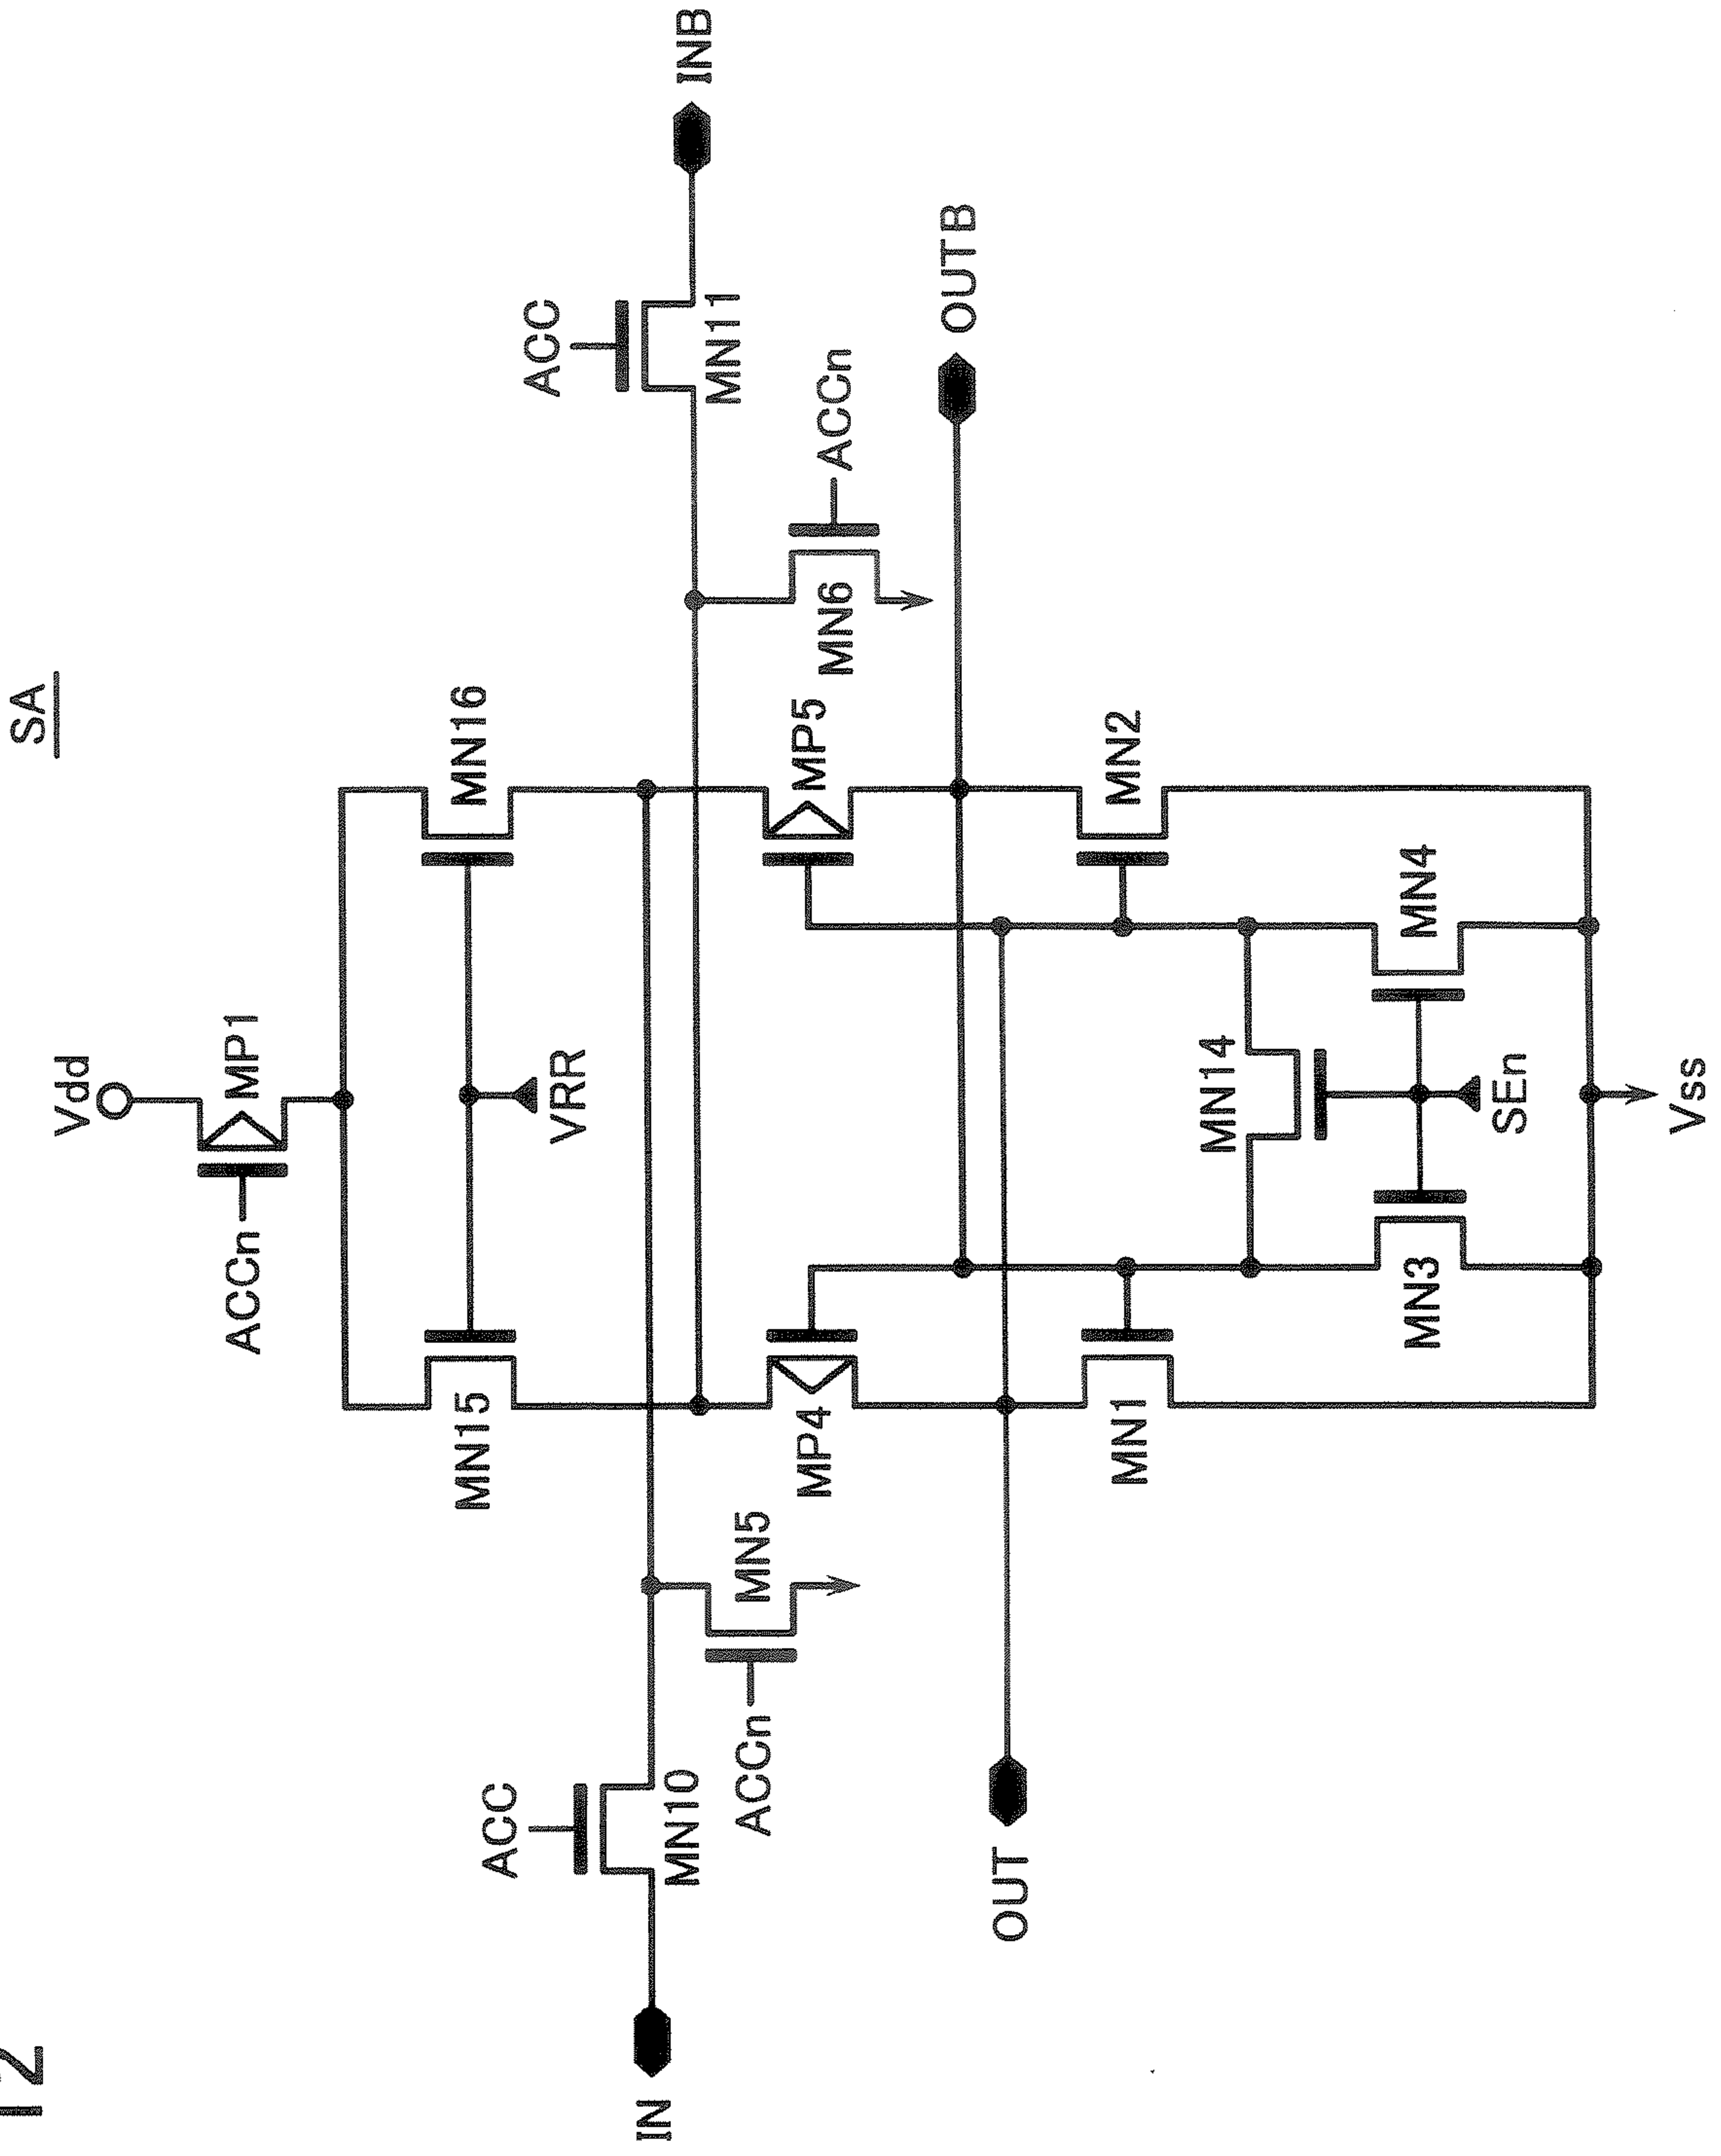 12
SA
Vdd
ACCn
MP1
MN15
MN16
VRR
ACC
MN10
ACC
MN11
IN
INB
ACCn
MN5
MP4
MP5
MN6
ACCn
OUT
OUTB
MN1
MN2
MN14
MN3
MN4
SEn
Vss